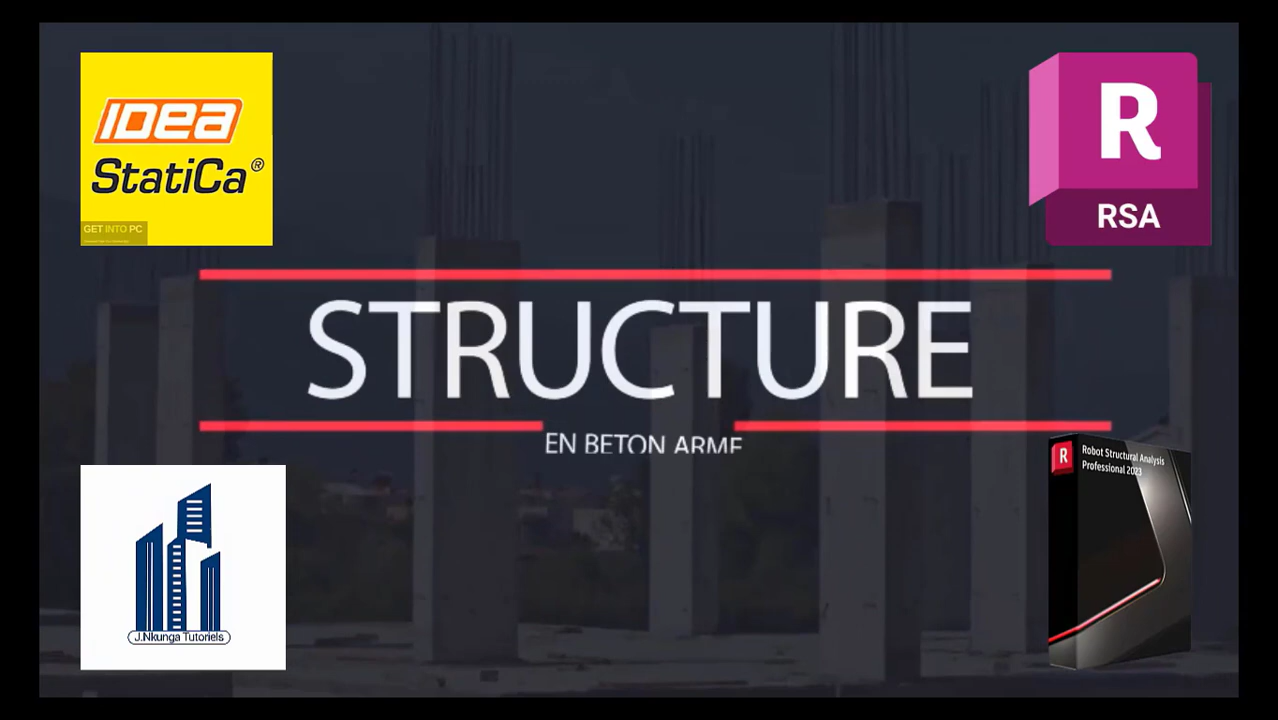 IDEA
StatiCa®
GET INTO PC
R
RSA
STRUCTURE
EN BETON ARME
R
Robot Structural Analysis
Professional 2023
J.Nkunga Tutoriels